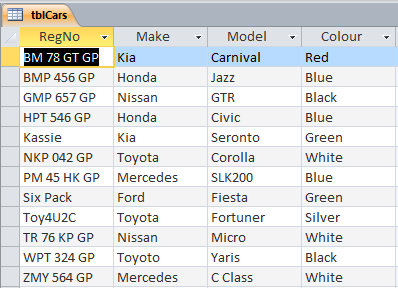 tblCars
RegNo Make Model Colour
BM 78 GT GP Kia Carnival Red
BMP 456 GP Honda Jazz Blue
GMP 657 GP Nissan GTR Black
HPT 546 GP Honda Civic Blue
Kassie Kia Seronto Green
NKP 042 GP Toyota Corolla White
PM 45 HK GP Mercedes SLK200 Blue
Six Pack Ford Fiesta Green
Toy4U2C Toyota Fortuner Silver
TR 76 KP GP Nissan Micro White
WPT 324 GP Toyoto Yaris Black
ZMY 564 GP Mercedes C Class White